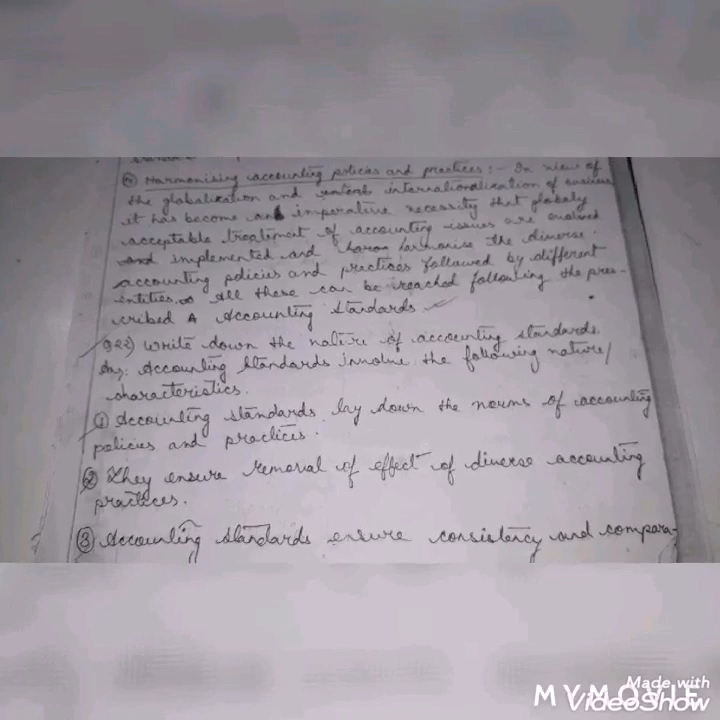 Harmonising accounting policies and practices :- In view of
the globalization and internationalization of business
it has become an imperative necessity that globaly
acceptable treatment of accounting issues are evolved
and implemented and harmonise the diverse
accounting policies and practices followed by different
entities. All these can be reached following the pres-
cribed A Accounting Standards
Q22) Write down the nature of accounting standards.
Ans: Accounting Standards involve the following nature/
characteristics.
① Accounting standards lay down the norms of accounting
policies and practices.
② They ensure removal of effect of diverse accounting
practices.
③ Accounting standards ensure consistency and compara-
Made with
MYMOVIE
VideoShow